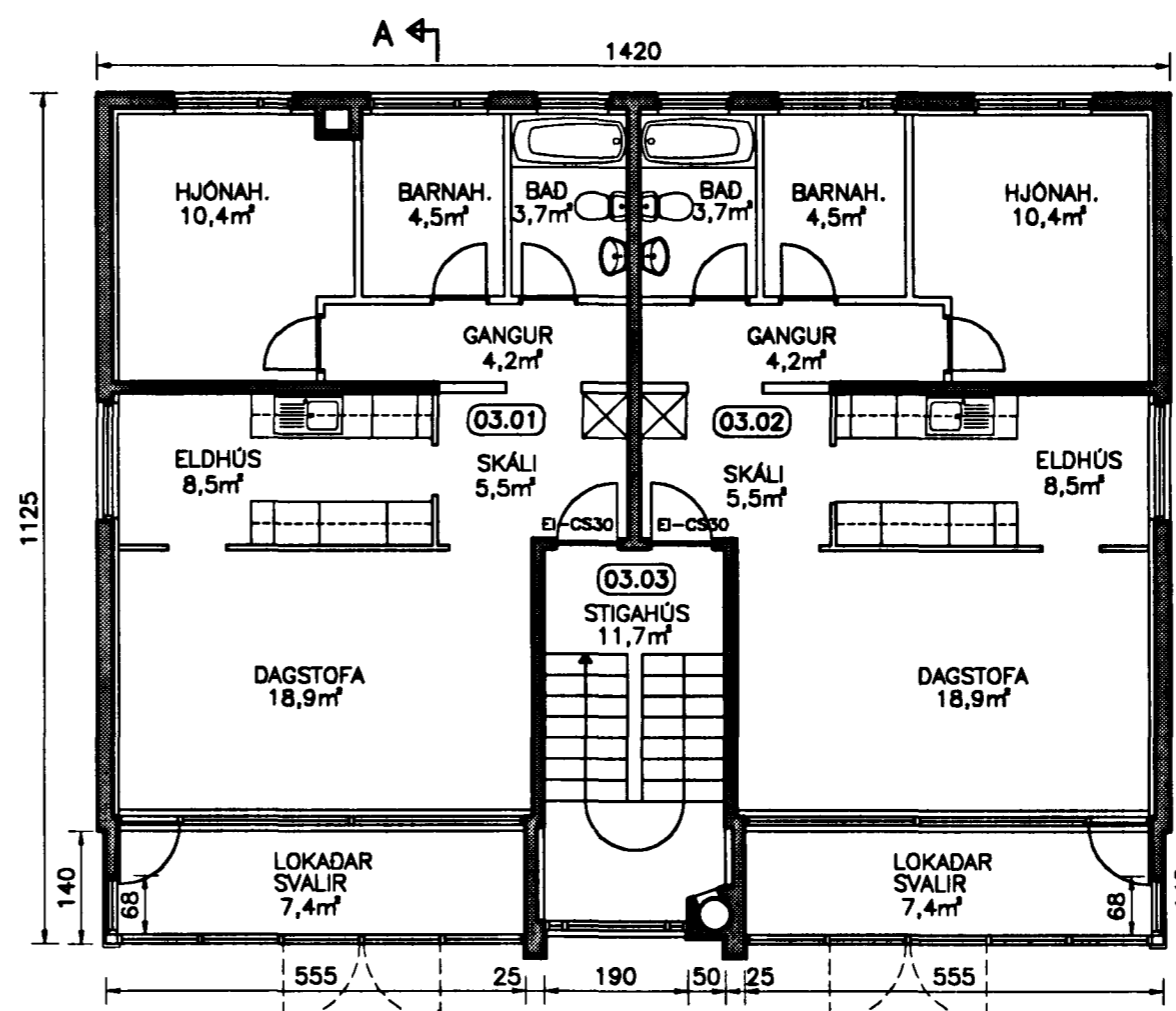 A
1420
HJÓNAH.
10,4m²
BARNAH.
4,5m²
BAÐ
3,7m²
BAÐ
3,7m²
BARNAH.
4,5m²
HJÓNAH.
10,4m²
GANGUR
4,2m²
GANGUR
4,2m²
03.01
03.02
ELDHÚS
8,5m²
SKÁLI
5,5m²
SKÁLI
5,5m²
ELDHÚS
8,5m²
1125
EI-CS30
EI-CS30
03.03
STIGAHÚS
11,7m²
DAGSTOFA
18,9m²
DAGSTOFA
18,9m²
LOKAÐAR
SVALIR
7,4m²
LOKAÐAR
SVALIR
7,4m²
140
68
68
555
25
190
50
25
555